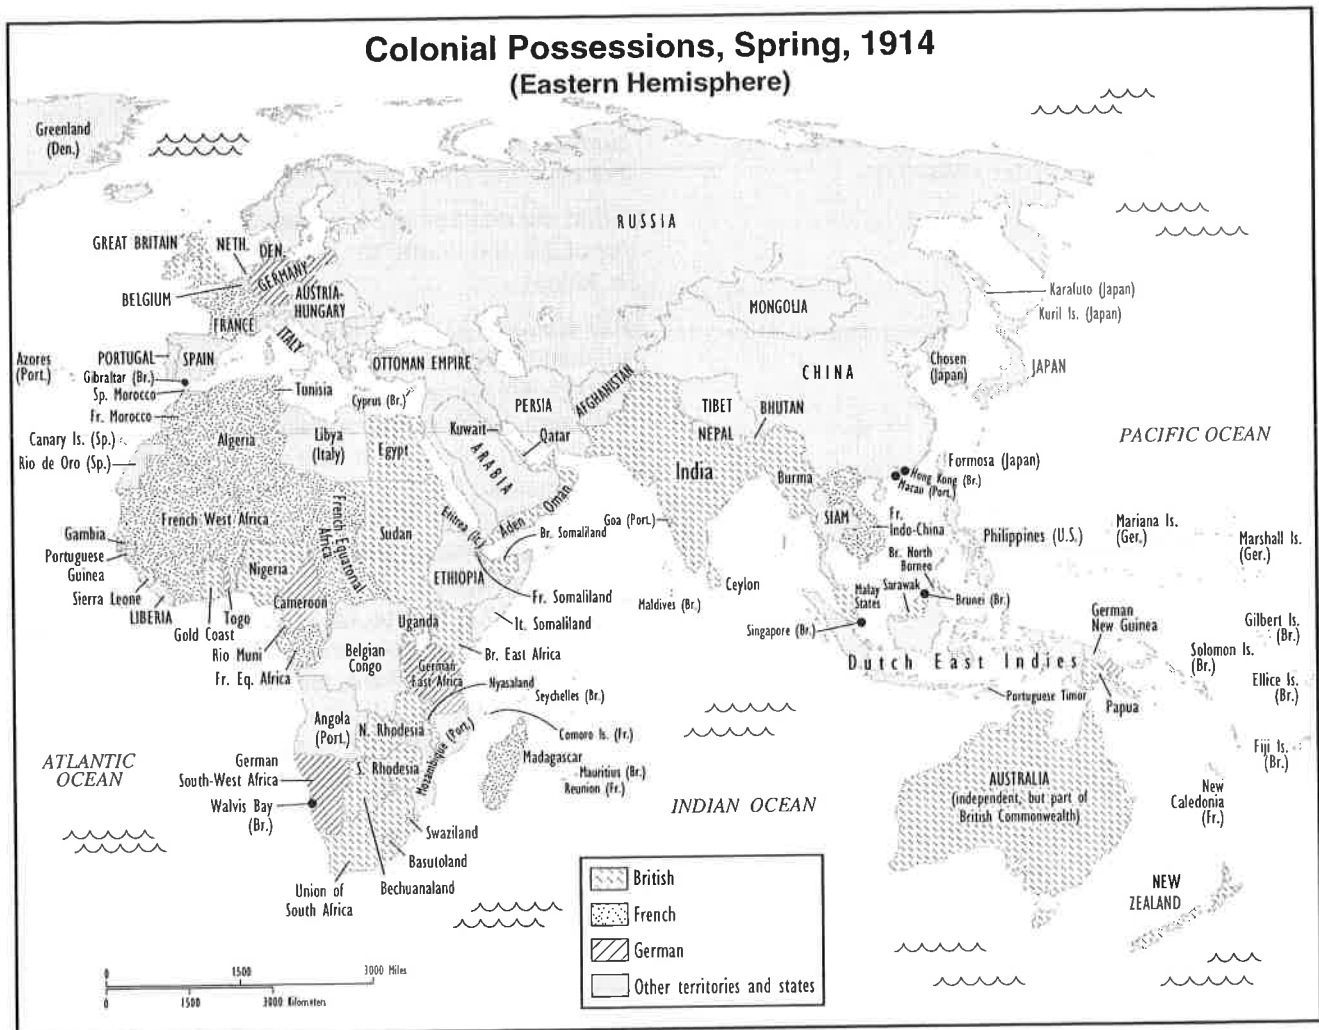 Colonial Possessions, Spring, 1914
(Eastern Hemisphere)
Greenland
(Den.)
RUSSIA
GREAT BRITAIN
NETH.
DEN.
GERMANY
BELGIUM
AUSTRIA-
HUNGARY
FRANCE
ITALY
MONGOLIA
Karafuto (Japan)
Kuril Is. (Japan)
Azores
(Port.)
PORTUGAL
SPAIN
Gibraltar (Br.)
Sp. Morocco
Fr. Morocco
Canary Is. (Sp.)
Rio de Oro (Sp.)
Tunisia
Cyprus (Br.)
OTTOMAN EMPIRE
PERSIA
AFGHANISTAN
CHINA
Chosen
(Japan)
JAPAN
TIBET
BHUTAN
NEPAL
Algeria
Libya
(Italy)
Egypt
Kuwait
Qatar
ARABIA
Oman
Aden
India
Burma
PACIFIC OCEAN
Formosa (Japan)
Hong Kong (Br.)
Macau (Port.)
Gambia
Portuguese
Guinea
Sierra Leone
LIBERIA
Gold Coast
Togo
French West Africa
French Equatorial
Africa
Nigeria
Cameroon
Rio Muni
Fr. Eq. Africa
Sudan
Eritrea (It.)
ETHIOPIA
Br. Somaliland
Fr. Somaliland
It. Somaliland
Goa (Port.)
Maldives (Br.)
Ceylon
SIAM
Fr.
Indo-China
Philippines (U.S.)
Mariana Is.
(Ger.)
Marshall Is.
(Ger.)
Br. North
Borneo
Sarawak
Malay
States
Brunei (Br.)
Singapore (Br.)
German
New Guinea
Gilbert Is.
(Br.)
Solomon Is.
(Br.)
Ellice Is.
(Br.)
Dutch East Indies
Portuguese Timor
Papua
Uganda
Belgian
Congo
Br. East Africa
German
East Africa
Nyasaland
Seychelles (Br.)
Comoro Is. (Fr.)
Angola
(Port.)
N. Rhodesia
S. Rhodesia
Mozambique (Port.)
Madagascar
Mauritius (Br.)
Reunion (Fr.)
ATLANTIC
OCEAN
German
South-West Africa
Walvis Bay
(Br.)
INDIAN OCEAN
AUSTRALIA
(independent, but part of
British Commonwealth)
Fiji Is.
(Br.)
New
Caledonia
(Fr.)
Swaziland
Basutoland
Bechuanaland
Union of
South Africa
NEW
ZEALAND
British
French
German
Other territories and states
0 1500 3000 Miles
0 1500 3000 Kilometers